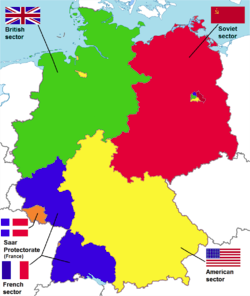 British
sector
Soviet
sector
Saar
Protectorate
(France)
French
sector
American
sector